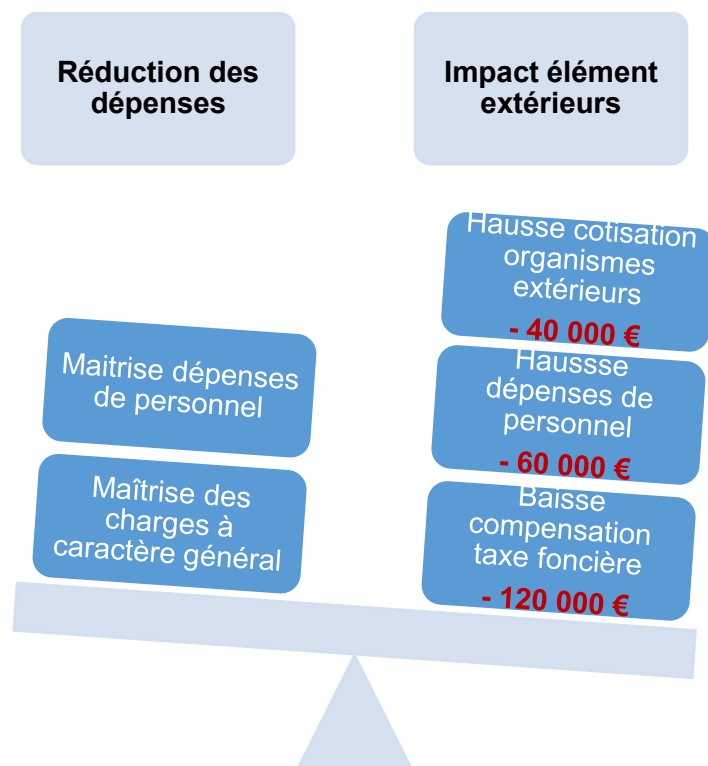 Réduction des
dépenses
Impact élément
extérieurs
Maitrise dépenses
de personnel
Maîtrise des
charges à
caractère général
Hausse cotisation
organismes
extérieurs
- 40 000 €
Haussse
dépenses de
personnel
- 60 000 €
Baisse
compensation
taxe foncière
- 120 000 €